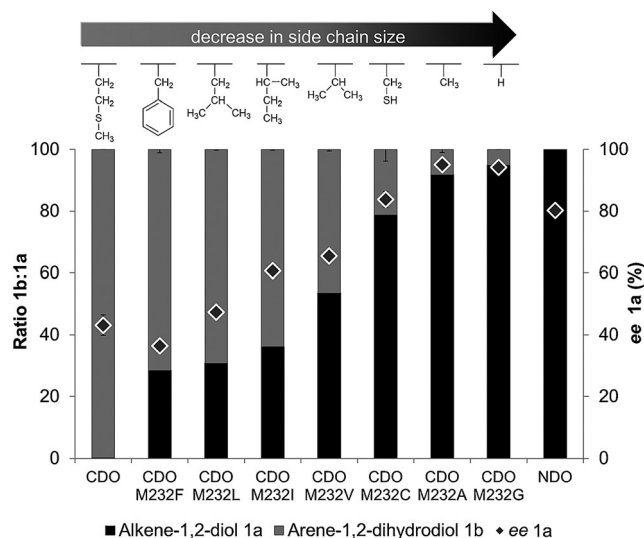 decrease in side chain size
CH2
CH2
S
CH3
CH2
CH2
H3C CH3
HC CH3
CH2
CH3
H3C CH3
CH2
SH
CH3
H
Ratio 1b:1a
100
80
60
40
20
0
100
80
60
40
20
0
ee 1a (%)
CDO
CDO
M232F
CDO
M232L
CDO
M232I
CDO
M232V
CDO
M232C
CDO
M232A
CDO
M232G
NDO
Alkene-1,2-diol 1a Arene-1,2-dihydrodiol 1b ee 1a